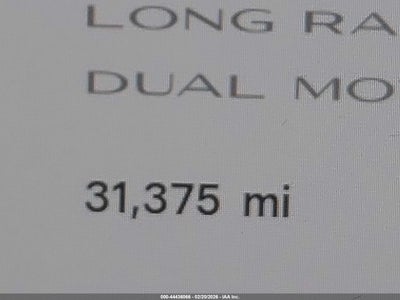 LONG RA
DUAL MO
31,375 mi
000-44436066 - 02/20/2026 - IAA Inc.